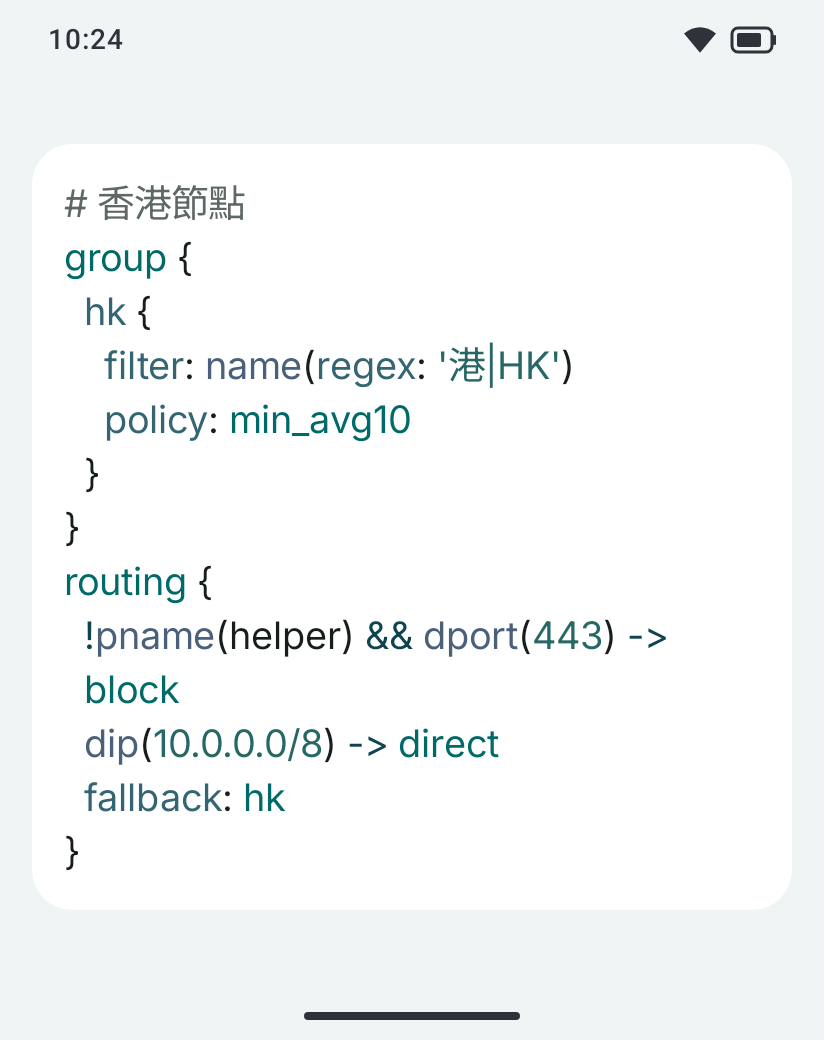 10:24
# 香港節點
group {
  hk {
    filter: name(regex: '港|HK')
    policy: min_avg10
  }
}
routing {
  !pname(helper) && dport(443) ->
  block
  dip(10.0.0.0/8) -> direct
  fallback: hk
}